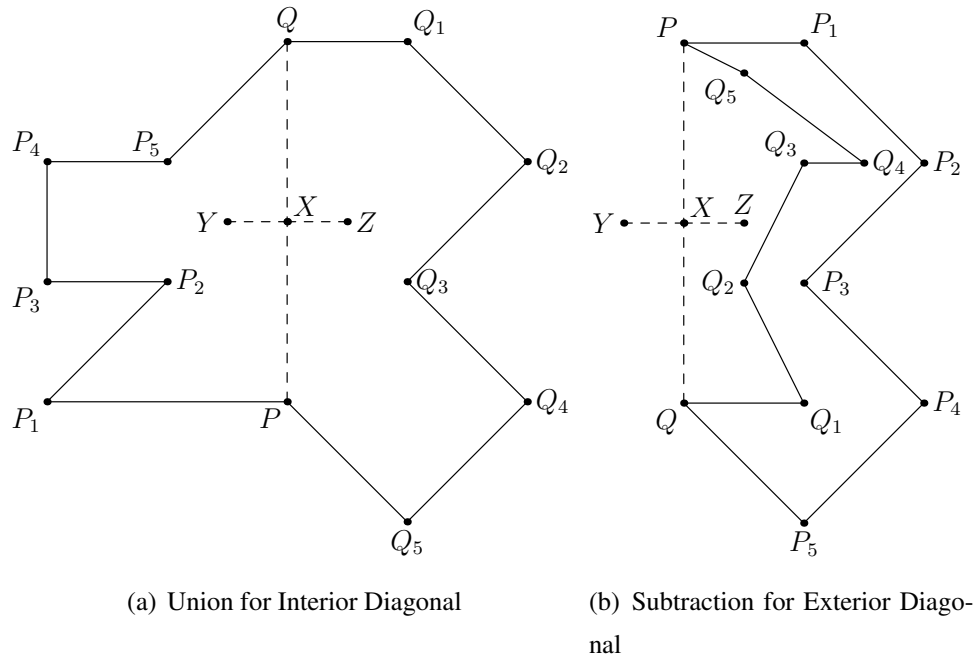 Q Q₁
P₄ P₅ Q₂
Y X Z
P₃ P₂ Q₃
P₁ P Q₄
Q₅
(a) Union for Interior Diagonal
P P₁
Q₅
Q₃ Q₄ P₂
Y X Z
Q₂ P₃
Q Q₁ P₄
P₅
(b) Subtraction for Exterior Diago-
nal